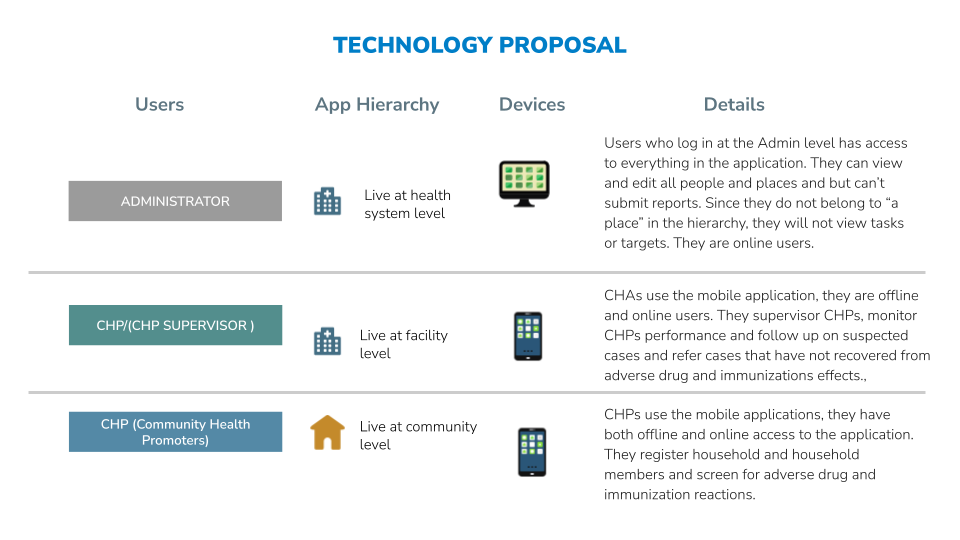 TECHNOLOGY PROPOSAL
Users
App Hierarchy
Devices
Details
ADMINISTRATOR
Live at health
system level
Users who log in at the Admin level has access
to everything in the application. They can view
and edit all people and places and but can’t
submit reports. Since they do not belong to “a
place” in the hierarchy, they will not view tasks
or targets. They are online users.
CHP/(CHP SUPERVISOR )
Live at facility
level
CHAs use the mobile application, they are offline
and online users. They supervisor CHPs, monitor
CHPs performance and follow up on suspected
cases and refer cases that have not recovered from
adverse drug and immunizations effects.,
CHP (Community Health
Promoters)
Live at community
level
CHPs use the mobile applications, they have
both offline and online access to the application.
They register household and household
members and screen for adverse drug and
immunization reactions.